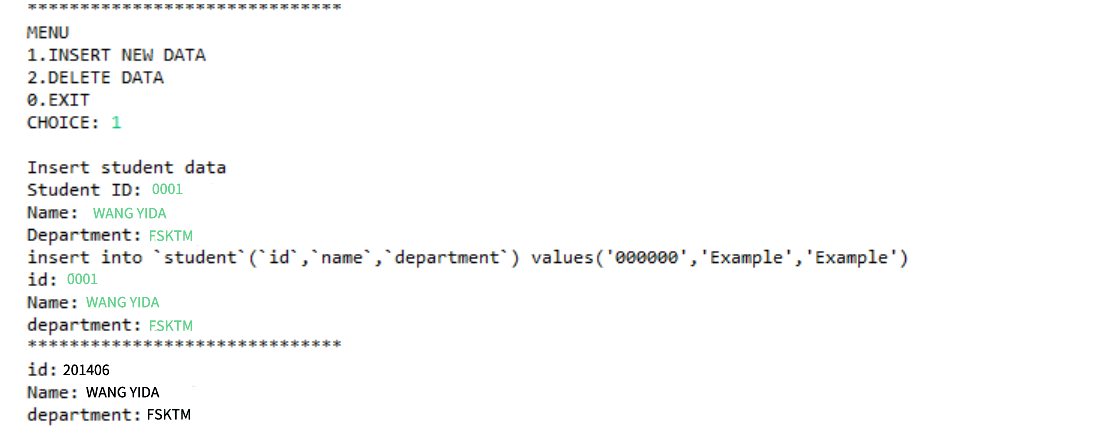 ******************************
MENU
1.INSERT NEW DATA
2.DELETE DATA
0.EXIT
CHOICE: 1
Insert student data
Student ID: 0001
Name: WANG YIDA
Department: FSKTM
insert into `student`(`id`,`name`,`department`) values('000000','Example','Example')
id: 0001
Name: WANG YIDA
department: FSKTM
******************************
id: 201406
Name: WANG YIDA
department: FSKTM